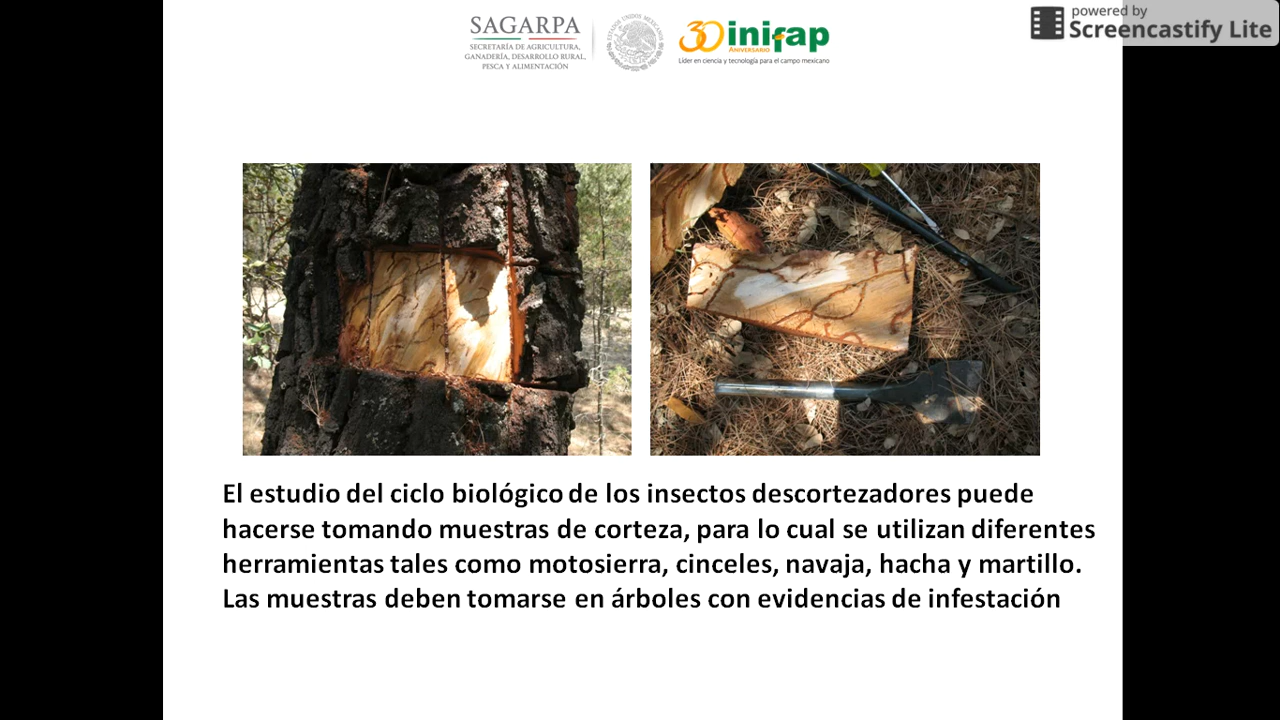 SAGARPA
SECRETARÍA DE AGRICULTURA,
GANADERÍA, DESARROLLO RURAL,
PESCA Y ALIMENTACIÓN
ESTADOS UNIDOS MEXICANOS
30 inifap
ANIVERSARIO
Líder en ciencia y tecnología para el campo mexicano
powered by
Screencastify Lite
El estudio del ciclo biológico de los insectos descortezadores puede
hacerse tomando muestras de corteza, para lo cual se utilizan diferentes
herramientas tales como motosierra, cinceles, navaja, hacha y martillo.
Las muestras deben tomarse en árboles con evidencias de infestación